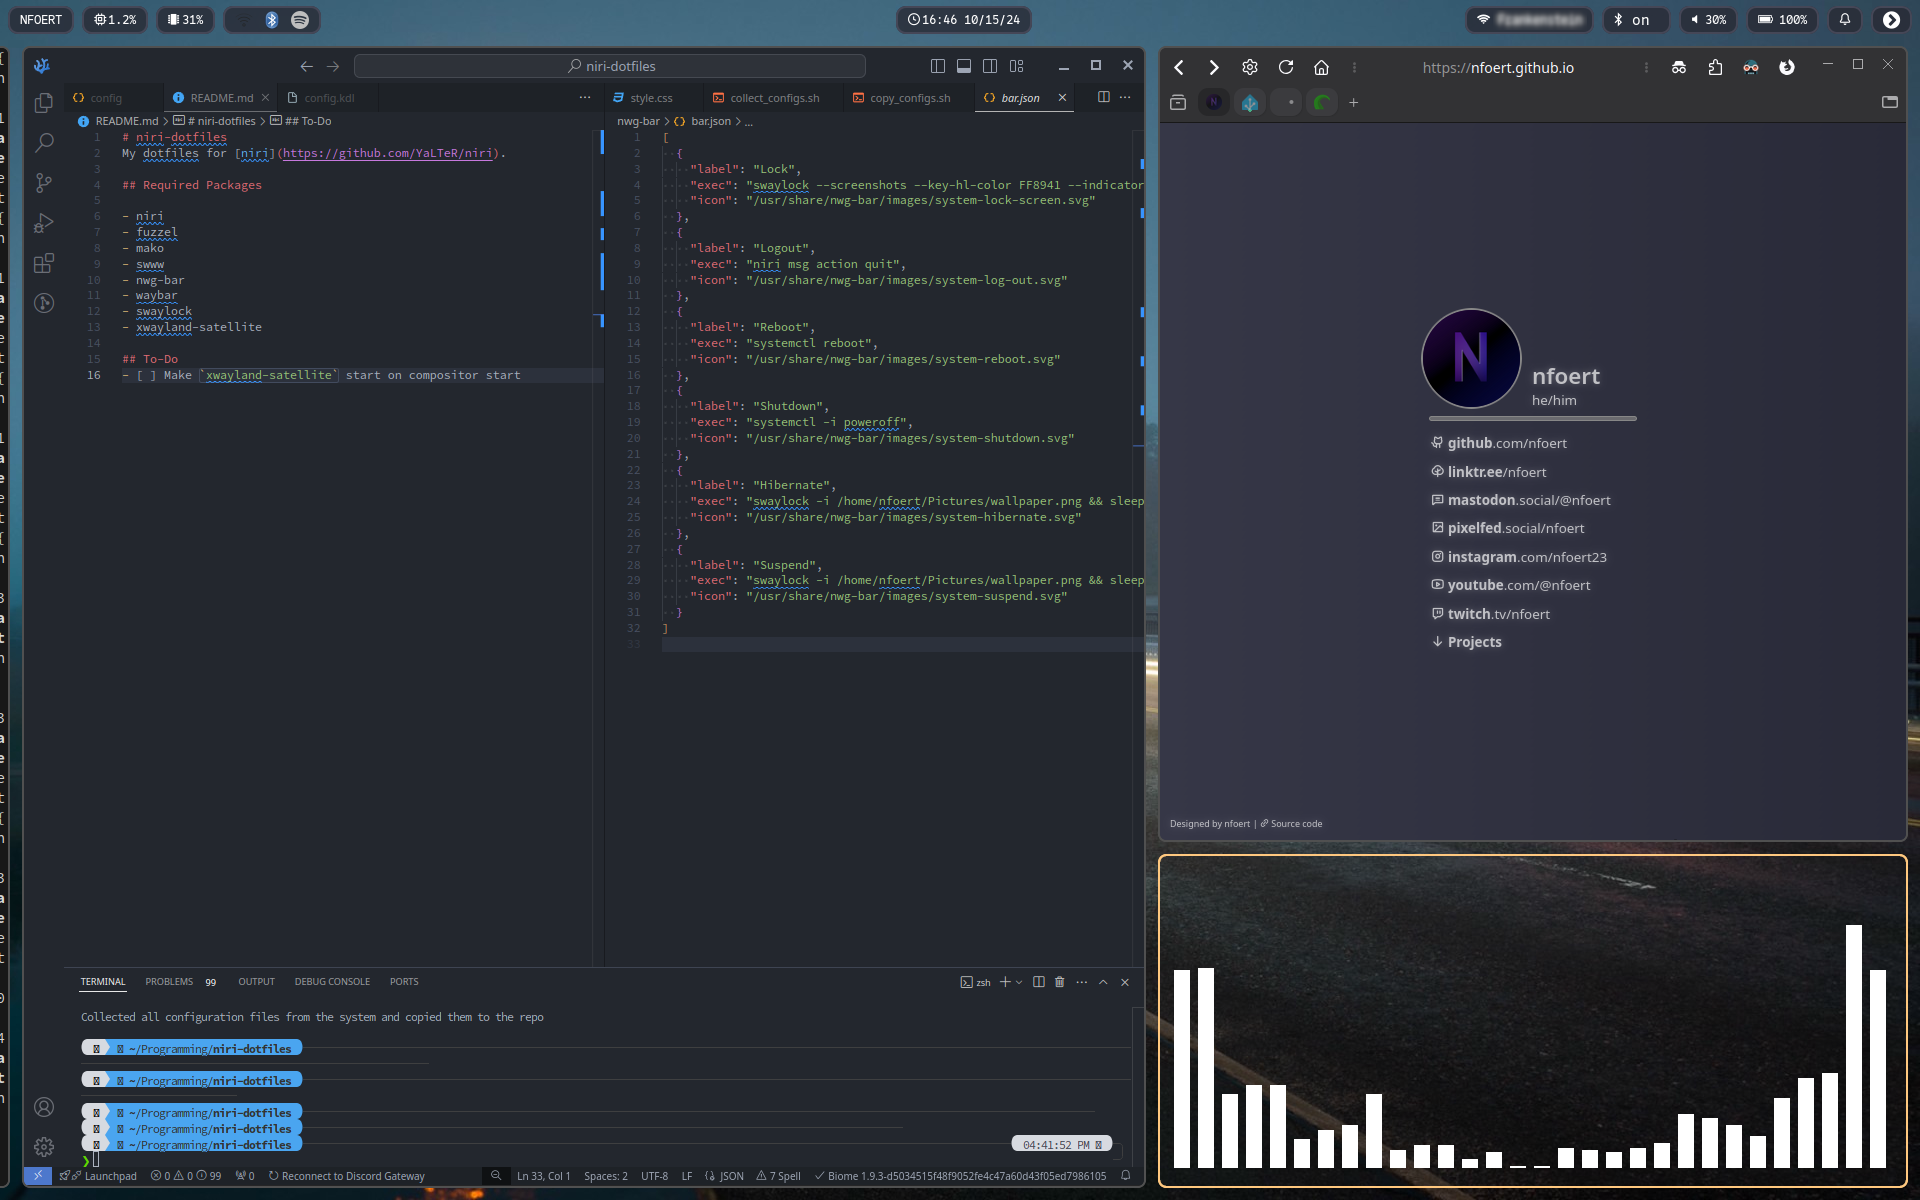 NFOERT
1.2%
31%
16:46 10/15/24
on
30%
100%
niri-dotfiles
config
README.md
config.kdl
README.md > # niri-dotfiles > ## To-Do
1 # niri-dotfiles
2 My dotfiles for [niri](https://github.com/YaLTeR/niri).
3
4 ## Required Packages
5
6 - niri
7 - fuzzel
8 - mako
9 - swww
10 - nwg-bar
11 - waybar
12 - swaylock
13 - xwayland-satellite
14
15 ## To-Do
16 - [ ] Make `xwayland-satellite` start on compositor start
style.css
collect_configs.sh
copy_configs.sh
bar.json
nwg-bar > {} bar.json > ...
1 [
2 {
3 "label": "Lock",
4 "exec": "swaylock --screenshots --key-hl-color FF8941 --indicator
5 "icon": "/usr/share/nwg-bar/images/system-lock-screen.svg"
6 },
7 {
8 "label": "Logout",
9 "exec": "niri msg action quit",
10 "icon": "/usr/share/nwg-bar/images/system-log-out.svg"
11 },
12 {
13 "label": "Reboot",
14 "exec": "systemctl reboot",
15 "icon": "/usr/share/nwg-bar/images/system-reboot.svg"
16 },
17 {
18 "label": "Shutdown",
19 "exec": "systemctl -i poweroff",
20 "icon": "/usr/share/nwg-bar/images/system-shutdown.svg"
21 },
22 {
23 "label": "Hibernate",
24 "exec": "swaylock -i /home/nfoert/Pictures/wallpaper.png && sleep
25 "icon": "/usr/share/nwg-bar/images/system-hibernate.svg"
26 },
27 {
28 "label": "Suspend",
29 "exec": "swaylock -i /home/nfoert/Pictures/wallpaper.png && sleep
30 "icon": "/usr/share/nwg-bar/images/system-suspend.svg"
31 }
32 ]
33
TERMINAL
PROBLEMS 99
OUTPUT
DEBUG CONSOLE
PORTS
zsh
Collected all configuration files from the system and copied them to the repo
~/Programming/niri-dotfiles
~/Programming/niri-dotfiles
~/Programming/niri-dotfiles
~/Programming/niri-dotfiles
~/Programming/niri-dotfiles
04:41:52 PM
❯
Launchpad
0 0 99
0
Reconnect to Discord Gateway
Ln 33, Col 1
Spaces: 2
UTF-8
LF
{} JSON
7 Spell
Biome 1.9.3-d5034515f48f9052fe4c47a60d43f05ed7986105
https://nfoert.github.io
N
nfoert
he/him
github.com/nfoert
linktr.ee/nfoert
mastodon.social/@nfoert
pixelfed.social/nfoert
instagram.com/nfoert23
youtube.com/@nfoert
twitch.tv/nfoert
Projects
Designed by nfoert | Source code